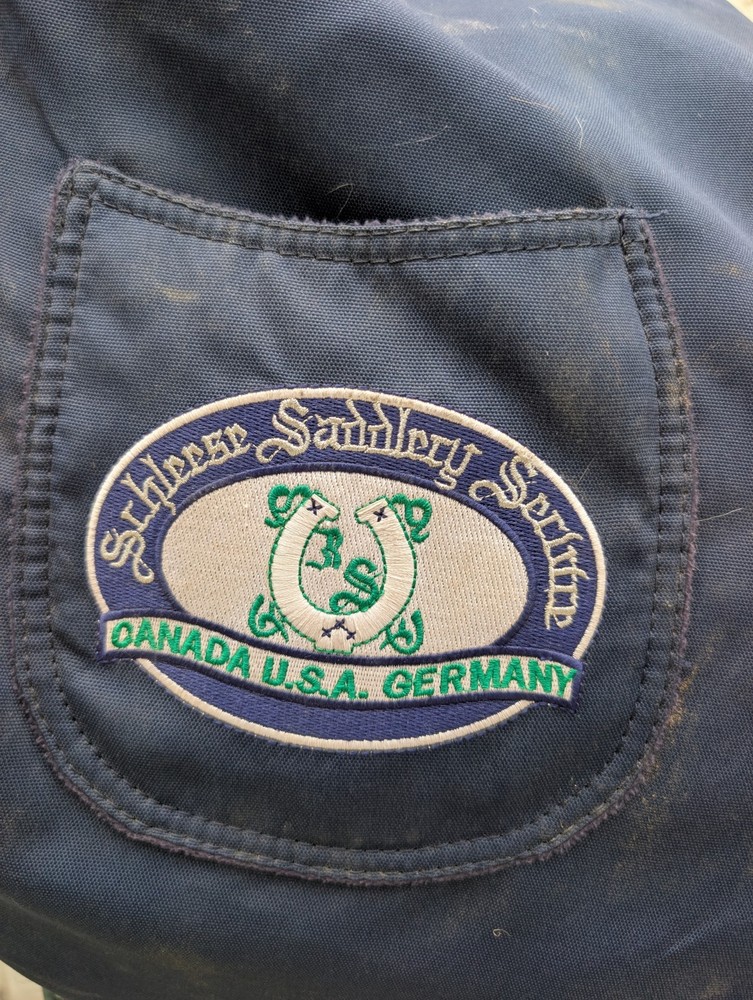 Schleese Saddlery Service
CANADA U.S.A. GERMANY